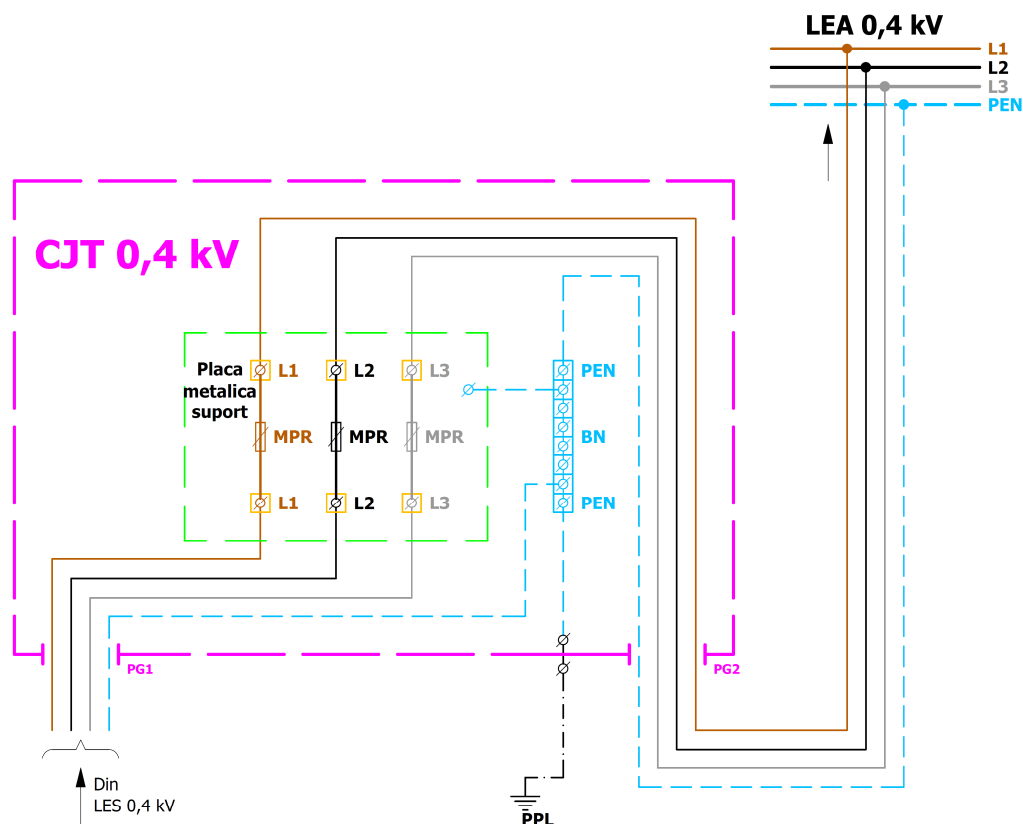 LEA 0,4 kV
L1
L2
L3
PEN
CJT 0,4 kV
Placa
metalica
suport
L1
L2
L3
PEN
MPR
MPR
MPR
BN
L1
L2
L3
PEN
PG1
PG2
Din
LES 0,4 kV
PPL